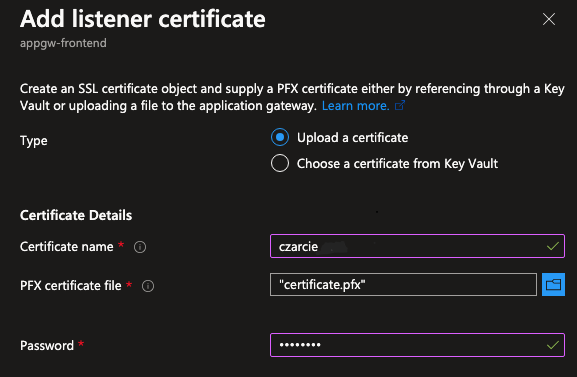 Add listener certificate
appgw-frontend
Create an SSL certificate object and supply a PFX certificate either by referencing through a Key
Vault or uploading a file to the application gateway. Learn more.
Type
Upload a certificate
Choose a certificate from Key Vault
Certificate Details
Certificate name *
czarcie
PFX certificate file *
"certificate.pfx"
Password *
••••••••